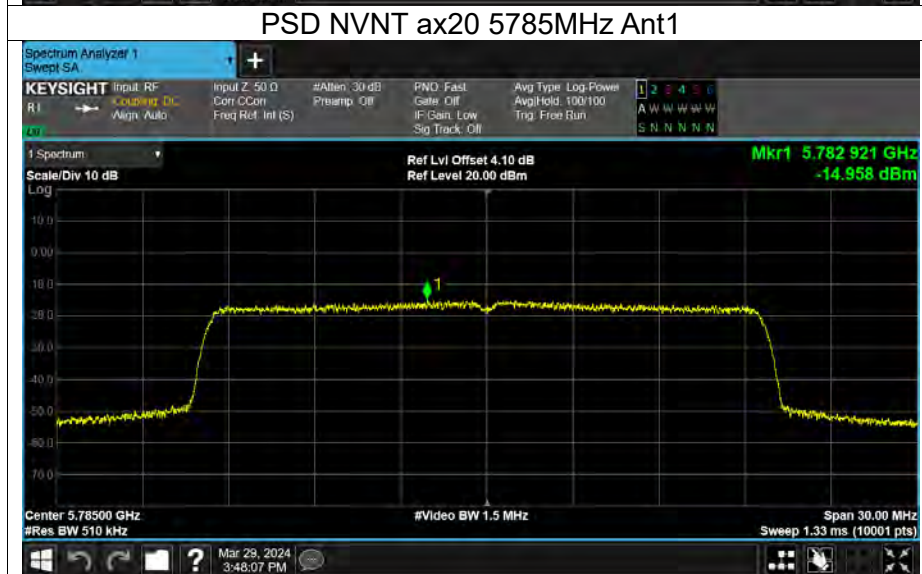 PSD NVNT ax20 5785MHz Ant1
Spectrum Analyzer 1
Swept SA
+
KEYSIGHT Input: RF Input Z: 50 Ω #Atten: 30 dB PNO: Fast Avg Type: Log-Power 1 2 3 4 5 6
Coupling: DC Corr CCorr Preamp: Off Gate: Off Avg|Hold: 100/100 A W W W W W
Align: Auto Freq Ref: Int (S) IF Gain: Low Trig: Free Run
Sig Track: Off S N N N N N
1 Spectrum Ref Lvl Offset 4.10 dB Mkr1 5.782 921 GHz
Scale/Div 10 dB Ref Level 20.00 dBm -14.958 dBm
Log
10.0
0.00
-10.0
1
-20.0
-30.0
-40.0
-50.0
-60.0
-70.0
Center 5.78500 GHz #Video BW 1.5 MHz Span 30.00 MHz
#Res BW 510 kHz Sweep 1.33 ms (10001 pts)
? Mar 29, 2024
3:48:07 PM